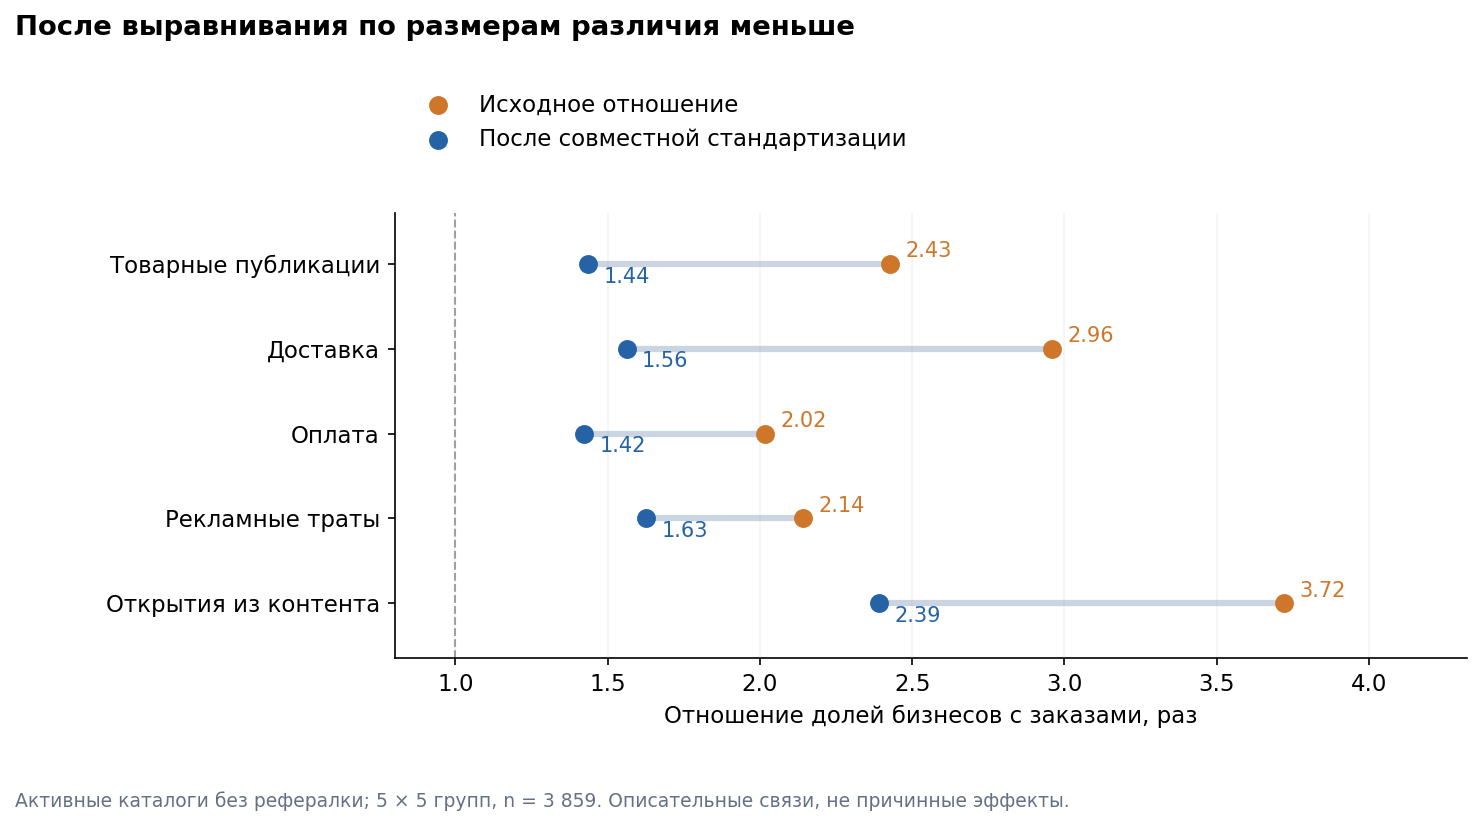 После выравнивания по размерам различия меньше
Исходное отношение
После совместной стандартизации
Товарные публикации
2.43
1.44
Доставка
2.96
1.56
Оплата
2.02
1.42
Рекламные траты
2.14
1.63
Открытия из контента
3.72
2.39
1.0 1.5 2.0 2.5 3.0 3.5 4.0
Отношение долей бизнесов с заказами, раз
Активные каталоги без рефералки; 5 × 5 групп, n = 3 859. Описательные связи, не причинные эффекты.